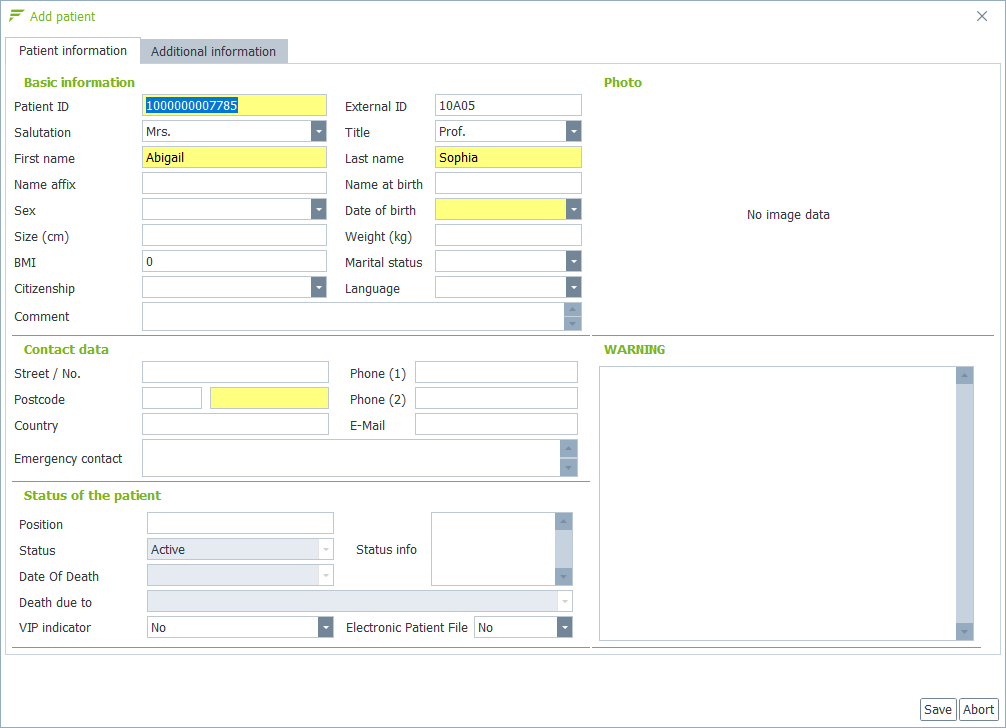 Add patient
Patient information Additional information
Basic information
Patient ID 1000000007785 External ID 10A05
Salutation Mrs. Title Prof.
First name Abigail Last name Sophia
Name affix Name at birth
Sex Date of birth
Size (cm) Weight (kg)
BMI 0 Marital status
Citizenship Language
Comment
Photo
No image data
Contact data
Street / No. Phone (1)
Postcode Phone (2)
Country E-Mail
Emergency contact
WARNING
Status of the patient
Position
Status Active Status info
Date Of Death
Death due to
VIP indicator No Electronic Patient File No
Save Abort